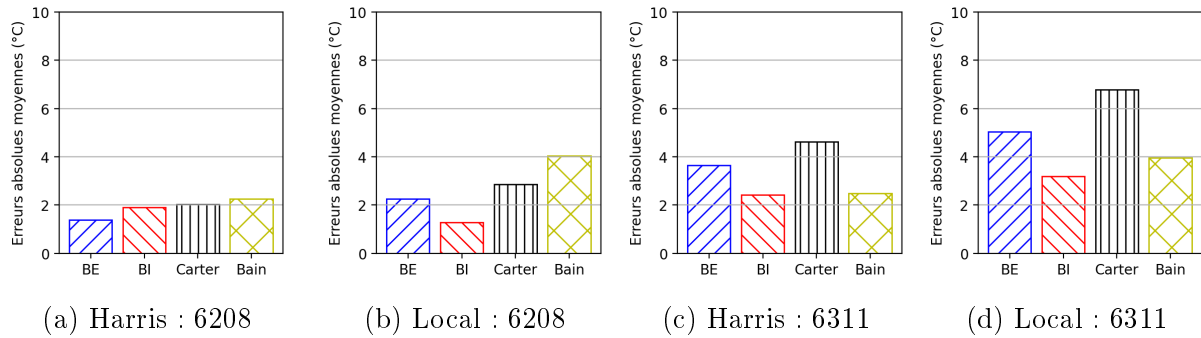 Erreurs absolues moyennes (°C)
10
8
6
4
2
0
BE BI Carter Bain
(a) Harris : 6208
Erreurs absolues moyennes (°C)
10
8
6
4
2
0
BE BI Carter Bain
(b) Local : 6208
Erreurs absolues moyennes (°C)
10
8
6
4
2
0
BE BI Carter Bain
(c) Harris : 6311
Erreurs absolues moyennes (°C)
10
8
6
4
2
0
BE BI Carter Bain
(d) Local : 6311